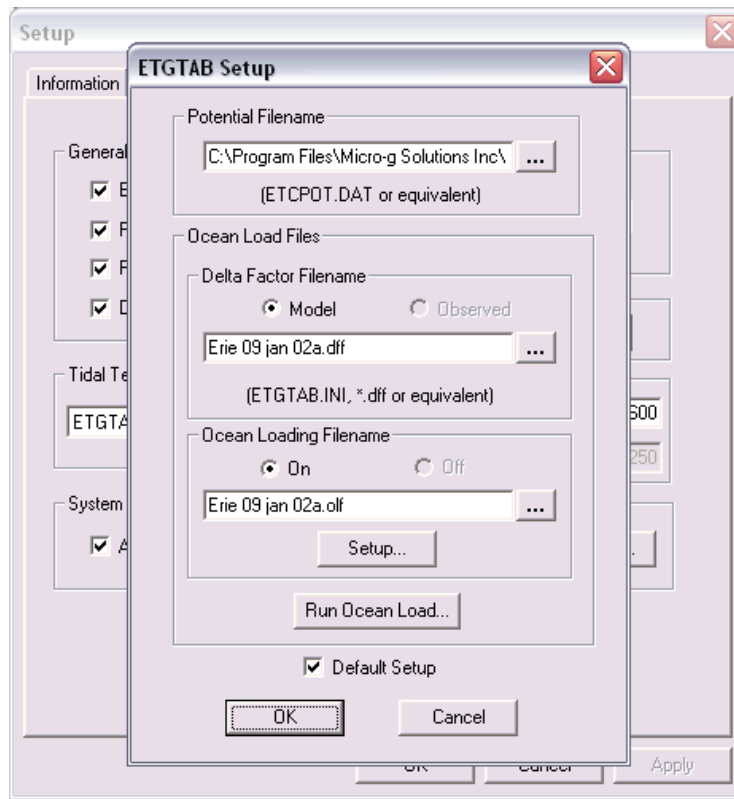 Setup
ETGTAB Setup
Information
Potential Filename
C:\Program Files\Micro-g Solutions Inc\ ...
(ETCPOT.DAT or equivalent)
General
Ocean Load Files
Delta Factor Filename
Model Observed
Erie 09 jan 02a.dff ...
(ETGTAB.INI, *.dff or equivalent)
Tidal Te
ETGTA
600
250
Ocean Loading Filename
On Off
Erie 09 jan 02a.olf ...
Setup...
System
A
Run Ocean Load...
Default Setup
OK Cancel
OK Cancel Apply